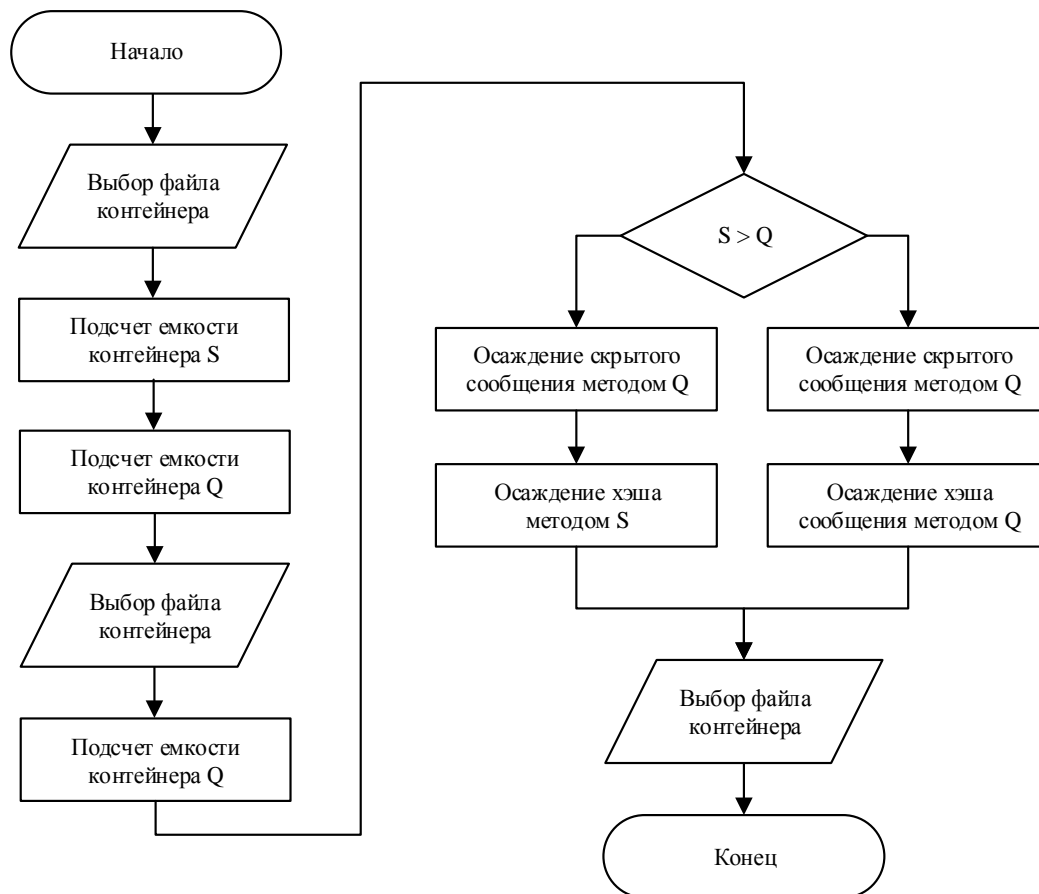 Начало
Выбор файла
контейнера
Подсчет емкости
контейнера S
Подсчет емкости
контейнера Q
Выбор файла
контейнера
Подсчет емкости
контейнера Q
S > Q
Осаждение скрытого
сообщения методом Q
Осаждение хэша
методом S
Осаждение скрытого
сообщения методом Q
Осаждение хэша
сообщения методом Q
Выбор файла
контейнера
Конец